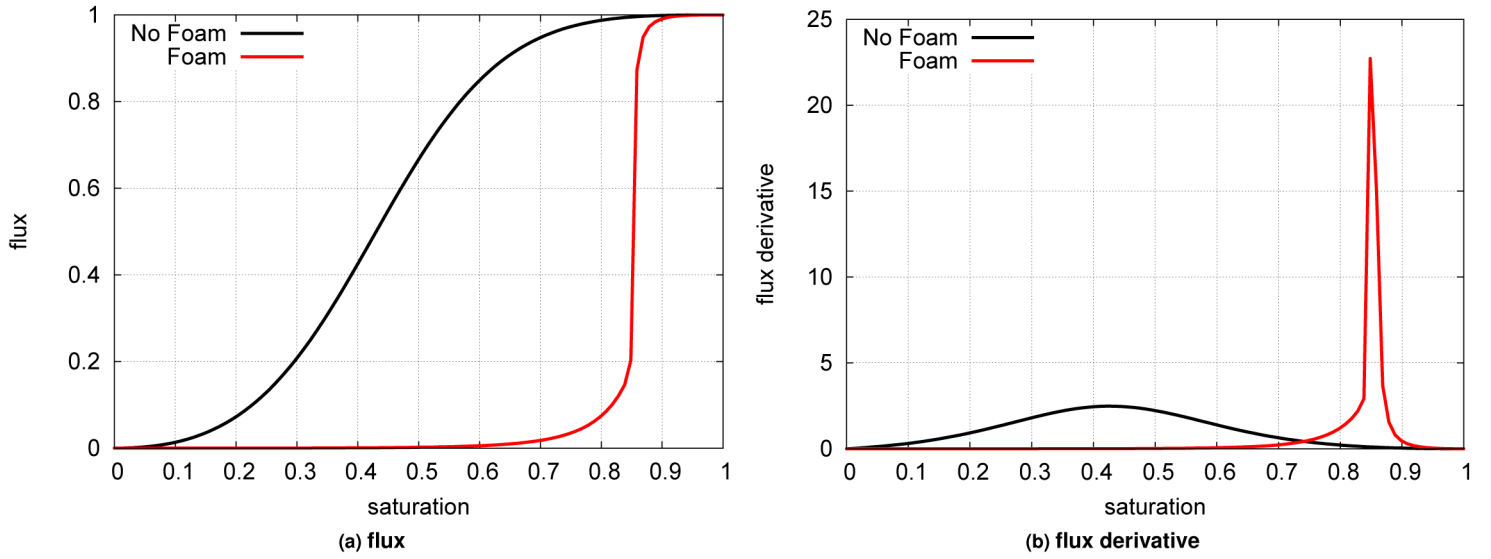 No Foam
Foam
1
0.8
0.6
0.4
0.2
0
flux
0 0.1 0.2 0.3 0.4 0.5 0.6 0.7 0.8 0.9 1
saturation
(a) flux
No Foam
Foam
25
20
15
10
5
0
flux derivative
0 0.1 0.2 0.3 0.4 0.5 0.6 0.7 0.8 0.9 1
saturation
(b) flux derivative